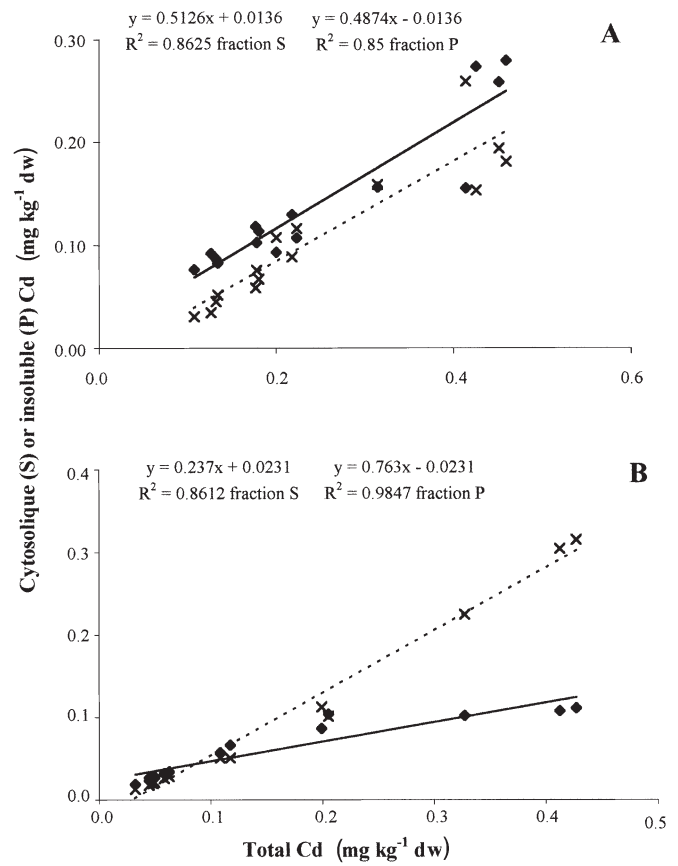 y = 0.5126x + 0.0136 y = 0.4874x - 0.0136
R² = 0.8625 fraction S R² = 0.85 fraction P
A
0.30
0.20
0.10
0.00
0.0 0.2 0.4 0.6
Cytosolique (S) or insoluble (P) Cd (mg kg⁻¹ dw)
y = 0.237x + 0.0231 y = 0.763x - 0.0231
R² = 0.8612 fraction S R² = 0.9847 fraction P
B
0.4
0.3
0.2
0.1
0.0
0.0 0.1 0.2 0.3 0.4 0.5
Total Cd (mg kg⁻¹ dw)